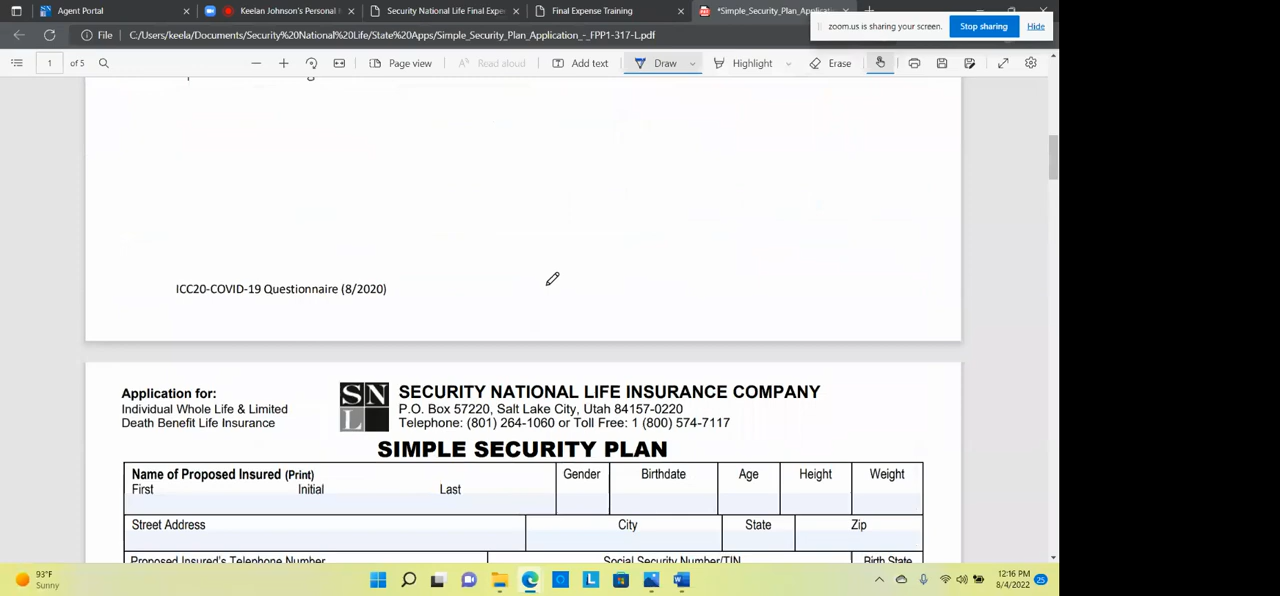 Agent Portal
Keelan Johnson's Personal
Security National Life Final Expe
Final Expense Training
*Simple_Security_Plan_Applicati
zoom.us is sharing your screen.
Stop sharing
Hide
File
C:/Users/keela/Documents/Security%20National%20Life/State%20Apps/Simple_Security_Plan_Application_-_FPP1-317-L.pdf
1
of 5
Page view
Read aloud
Add text
Draw
Highlight
Erase
ICC20-COVID-19 Questionnaire (8/2020)
Application for:
Individual Whole Life & Limited
Death Benefit Life Insurance
SN
L
SECURITY NATIONAL LIFE INSURANCE COMPANY
P.O. Box 57220, Salt Lake City, Utah 84157-0220
Telephone: (801) 264-1060 or Toll Free: 1 (800) 574-7117
SIMPLE SECURITY PLAN
Name of Proposed Insured (Print)
First Initial Last
Gender
Birthdate
Age
Height
Weight
Street Address
City
State
Zip
Proposed Insured's Telephone Number
Social Security Number/TIN
Birth State
93°F
Sunny
12:16 PM
8/4/2022
25